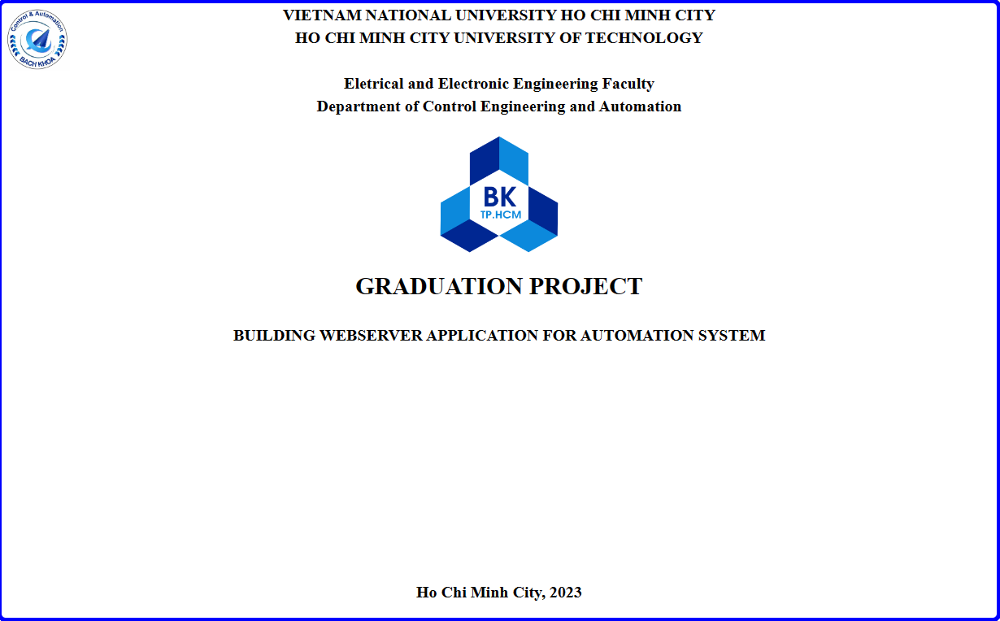 Control & Automation
BACH KHOA
VIETNAM NATIONAL UNIVERSITY HO CHI MINH CITY
HO CHI MINH CITY UNIVERSITY OF TECHNOLOGY
Eletrical and Electronic Engineering Faculty
Department of Control Engineering and Automation
BK
TP.HCM
GRADUATION PROJECT
BUILDING WEBSERVER APPLICATION FOR AUTOMATION SYSTEM
Ho Chi Minh City, 2023